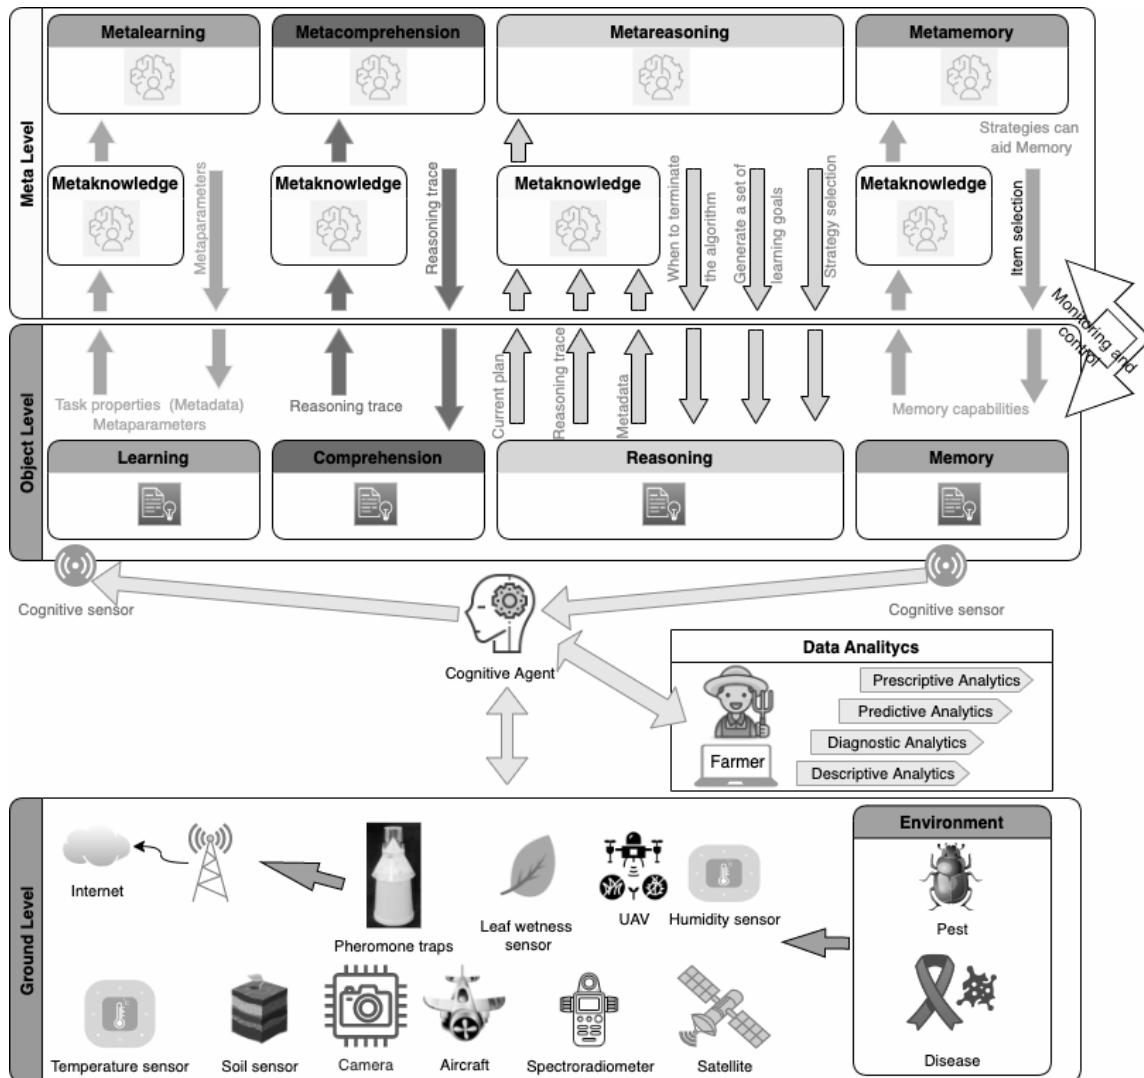 Meta Level
Metalearning
Metacomprehension
Metareasoning
Metamemory
Strategies can
aid Memory
Metaknowledge
Metaparameters
Metaknowledge
Reasoning trace
Metaknowledge
When to terminate
the algorithm
Generate a set of
learning goals
Strategy selection
Metaknowledge
Item selection
Monitoring and
control
Object Level
Task properties (Metadata)
Metaparameters
Reasoning trace
Current plan
Reasoning trace
Metadata
Memory capabilities
Learning
Comprehension
Reasoning
Memory
Cognitive sensor
Cognitive sensor
Cognitive Agent
Data Analitycs
Prescriptive Analytics
Predictive Analytics
Diagnostic Analytics
Descriptive Analytics
Farmer
Ground Level
Internet
Pheromone traps
Leaf wetness
sensor
UAV
Humidity sensor
Environment
Pest
Disease
Temperature sensor
Soil sensor
Camera
Aircraft
Spectroradiometer
Satellite